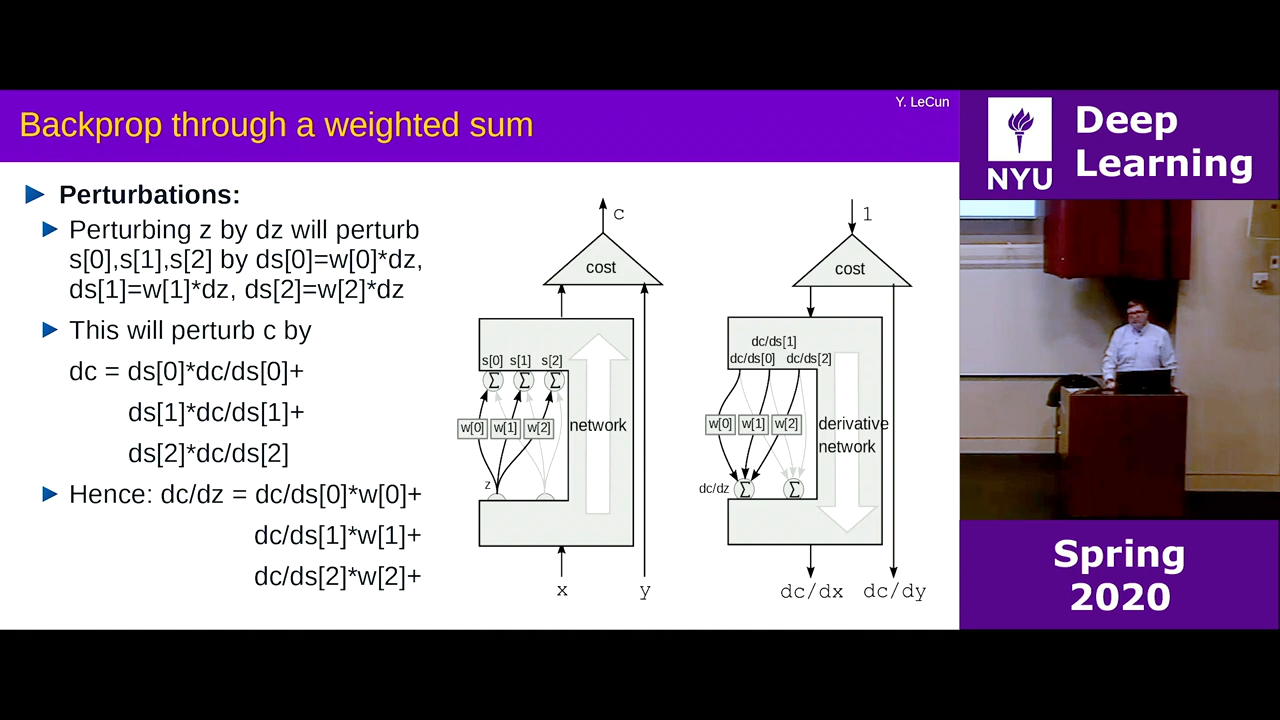 Y. LeCun
Backprop through a weighted sum
Perturbations:
Perturbing z by dz will perturb
s[0],s[1],s[2] by ds[0]=w[0]*dz,
ds[1]=w[1]*dz, ds[2]=w[2]*dz
This will perturb c by
dc = ds[0]*dc/ds[0]+
ds[1]*dc/ds[1]+
ds[2]*dc/ds[2]
Hence: dc/dz = dc/ds[0]*w[0]+
dc/ds[1]*w[1]+
dc/ds[2]*w[2]+
c
cost
s[0] s[1] s[2]
Σ Σ Σ
w[0] w[1] w[2]
network
z
x
y
1
cost
dc/ds[1]
dc/ds[0] dc/ds[2]
w[0] w[1] w[2]
derivative
network
dc/dz Σ Σ
dc/dx dc/dy
NYU
Deep
Learning
Spring
2020